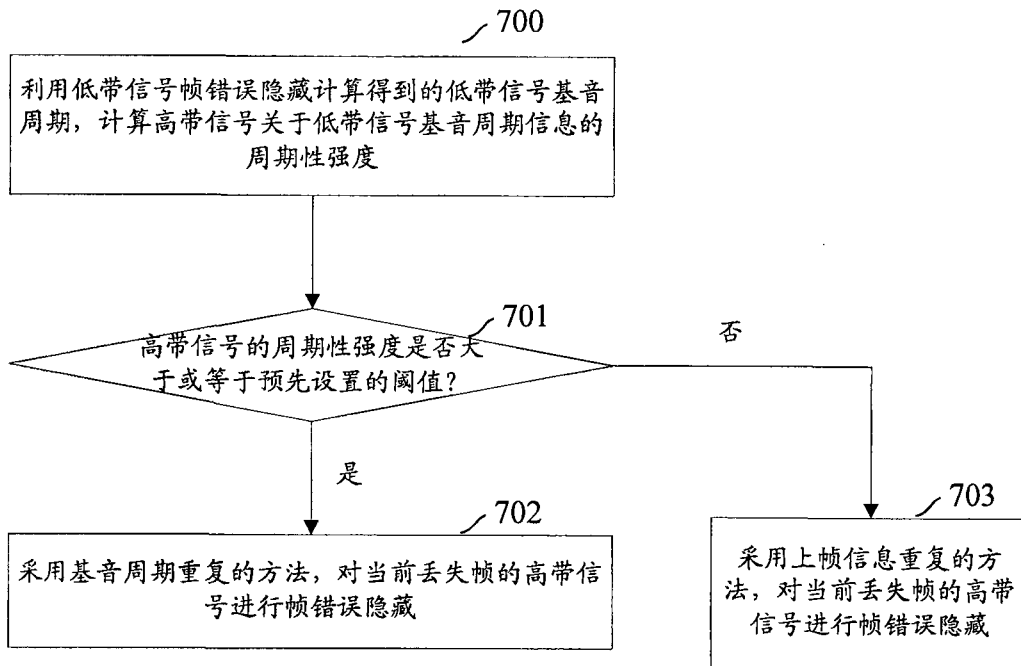 700
利用低带信号帧错误隐藏计算得到的低带信号基音
周期，计算高带信号关于低带信号基音周期信息的
周期性强度
701
高带信号的周期性强度是否大
于或等于预先设置的阈值？
否
是
702
采用基音周期重复的方法，对当前丢失帧的高带信
号进行帧错误隐藏
703
采用上帧信息重复的方
法，对当前丢失帧的高带
信号进行帧错误隐藏